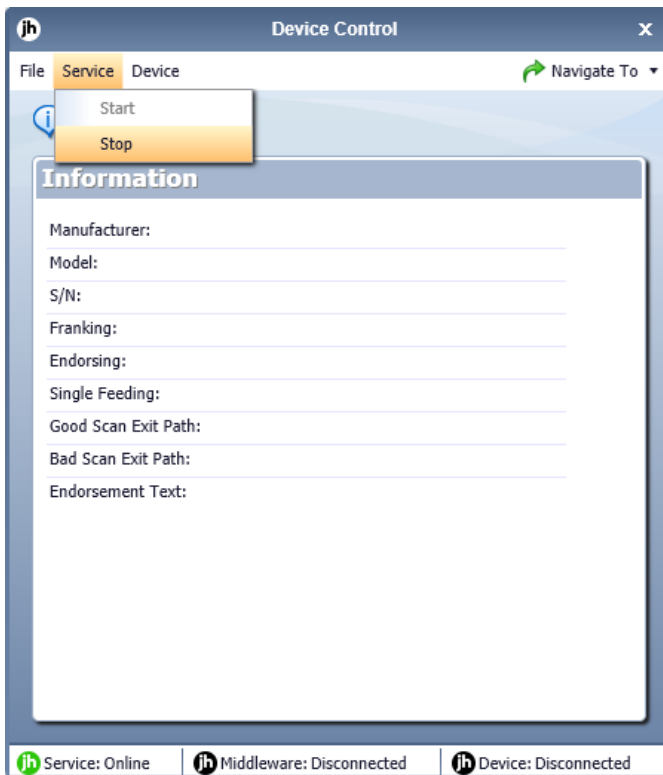 jh Device Control x
File Service Device Navigate To
Start
i
Stop
Information
Manufacturer:
Model:
S/N:
Franking:
Endorsing:
Single Feeding:
Good Scan Exit Path:
Bad Scan Exit Path:
Endorsement Text:
jh Service: Online jh Middleware: Disconnected jh Device: Disconnected